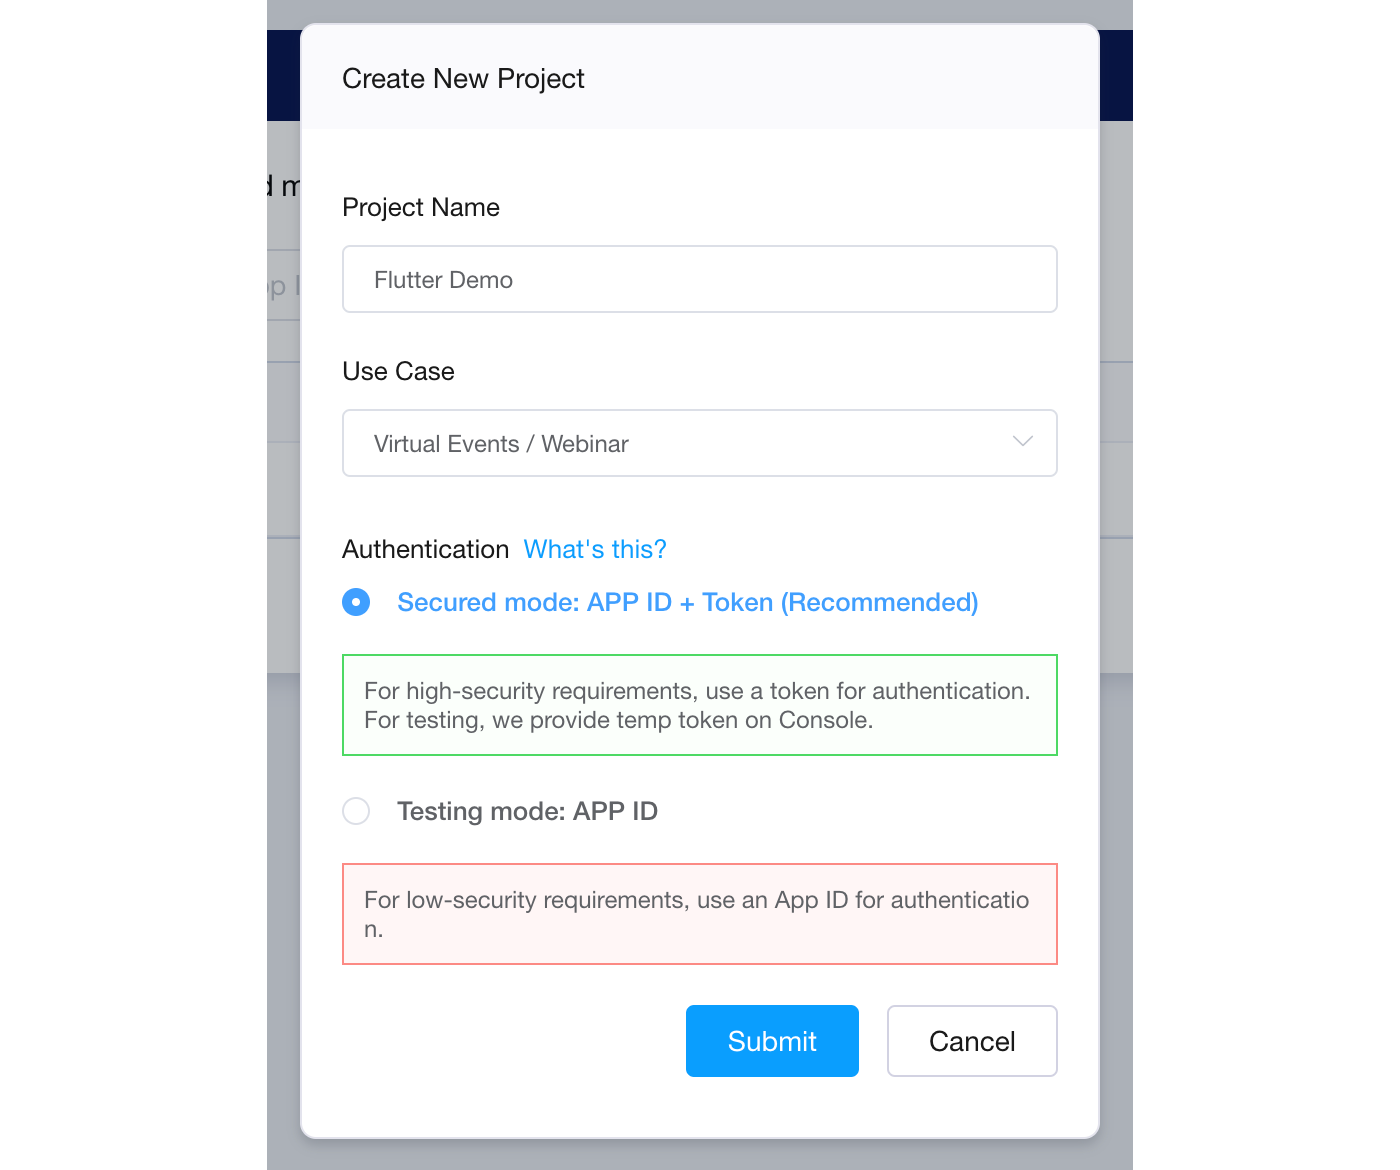 Create New Project
Project Name
Flutter Demo
Use Case
Virtual Events / Webinar
Authentication What's this?
Secured mode: APP ID + Token (Recommended)
For high-security requirements, use a token for authentication.
For testing, we provide temp token on Console.
Testing mode: APP ID
For low-security requirements, use an App ID for authenticatio
n.
Submit Cancel